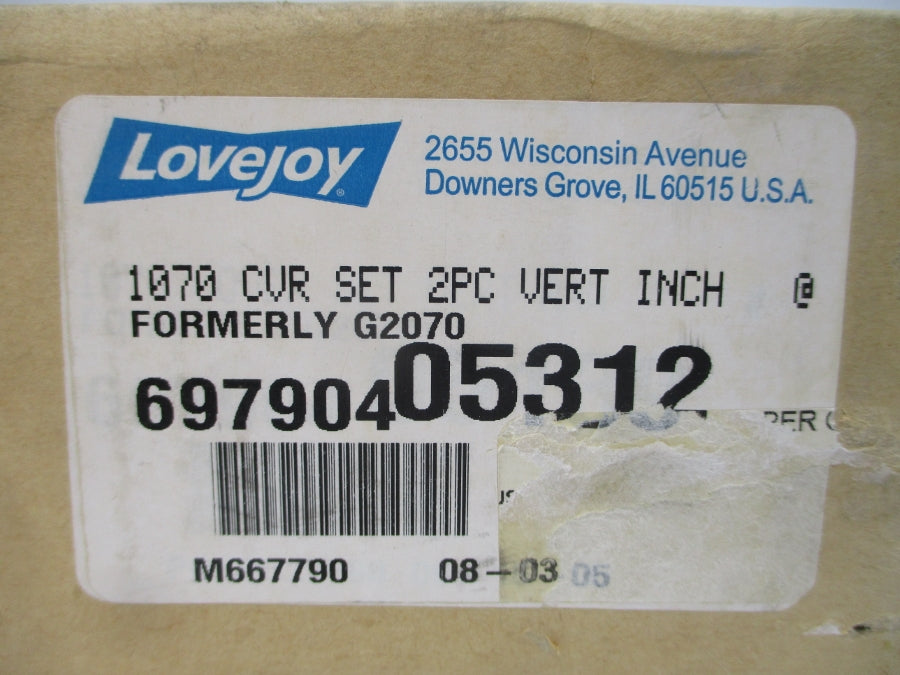 LOVEJOY®
2655 Wisconsin Avenue
Downers Grove, IL 60515 U.S.A.
1070 CVR SET 2PC VERT INCH @
FORMERLY G2070
69790405312
M667790 08-03 05